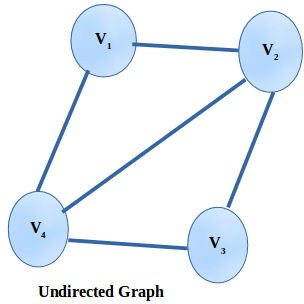 V₁
V₂
V₄
V₃
Undirected Graph